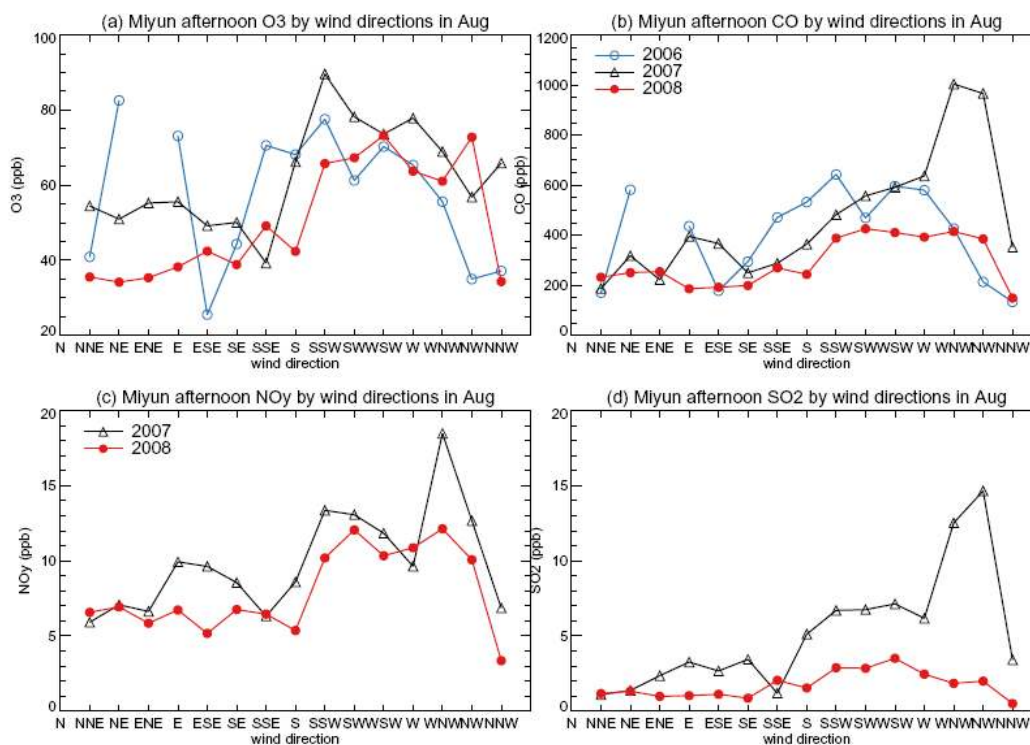 (a) Miyun afternoon O3 by wind directions in Aug
100
80
60
40
20
O3 (ppb)
N NNE NE ENE E ESE SE SSE S SSW SW WSW W WNW NW NNW
wind direction
(b) Miyun afternoon CO by wind directions in Aug
1200
1000
800
600
400
200
0
CO (ppb)
2006
2007
2008
N NNE NE ENE E ESE SE SSE S SSW SW WSW W WNW NW NNW
wind direction
(c) Miyun afternoon NOy by wind directions in Aug
20
15
10
5
0
NOy (ppb)
2007
2008
N NNE NE ENE E ESE SE SSE S SSW SW WSW W WNW NW NNW
wind direction
(d) Miyun afternoon SO2 by wind directions in Aug
20
15
10
5
0
SO2 (ppb)
N NNE NE ENE E ESE SE SSE S SSW SW WSW W WNW NW NNW
wind direction